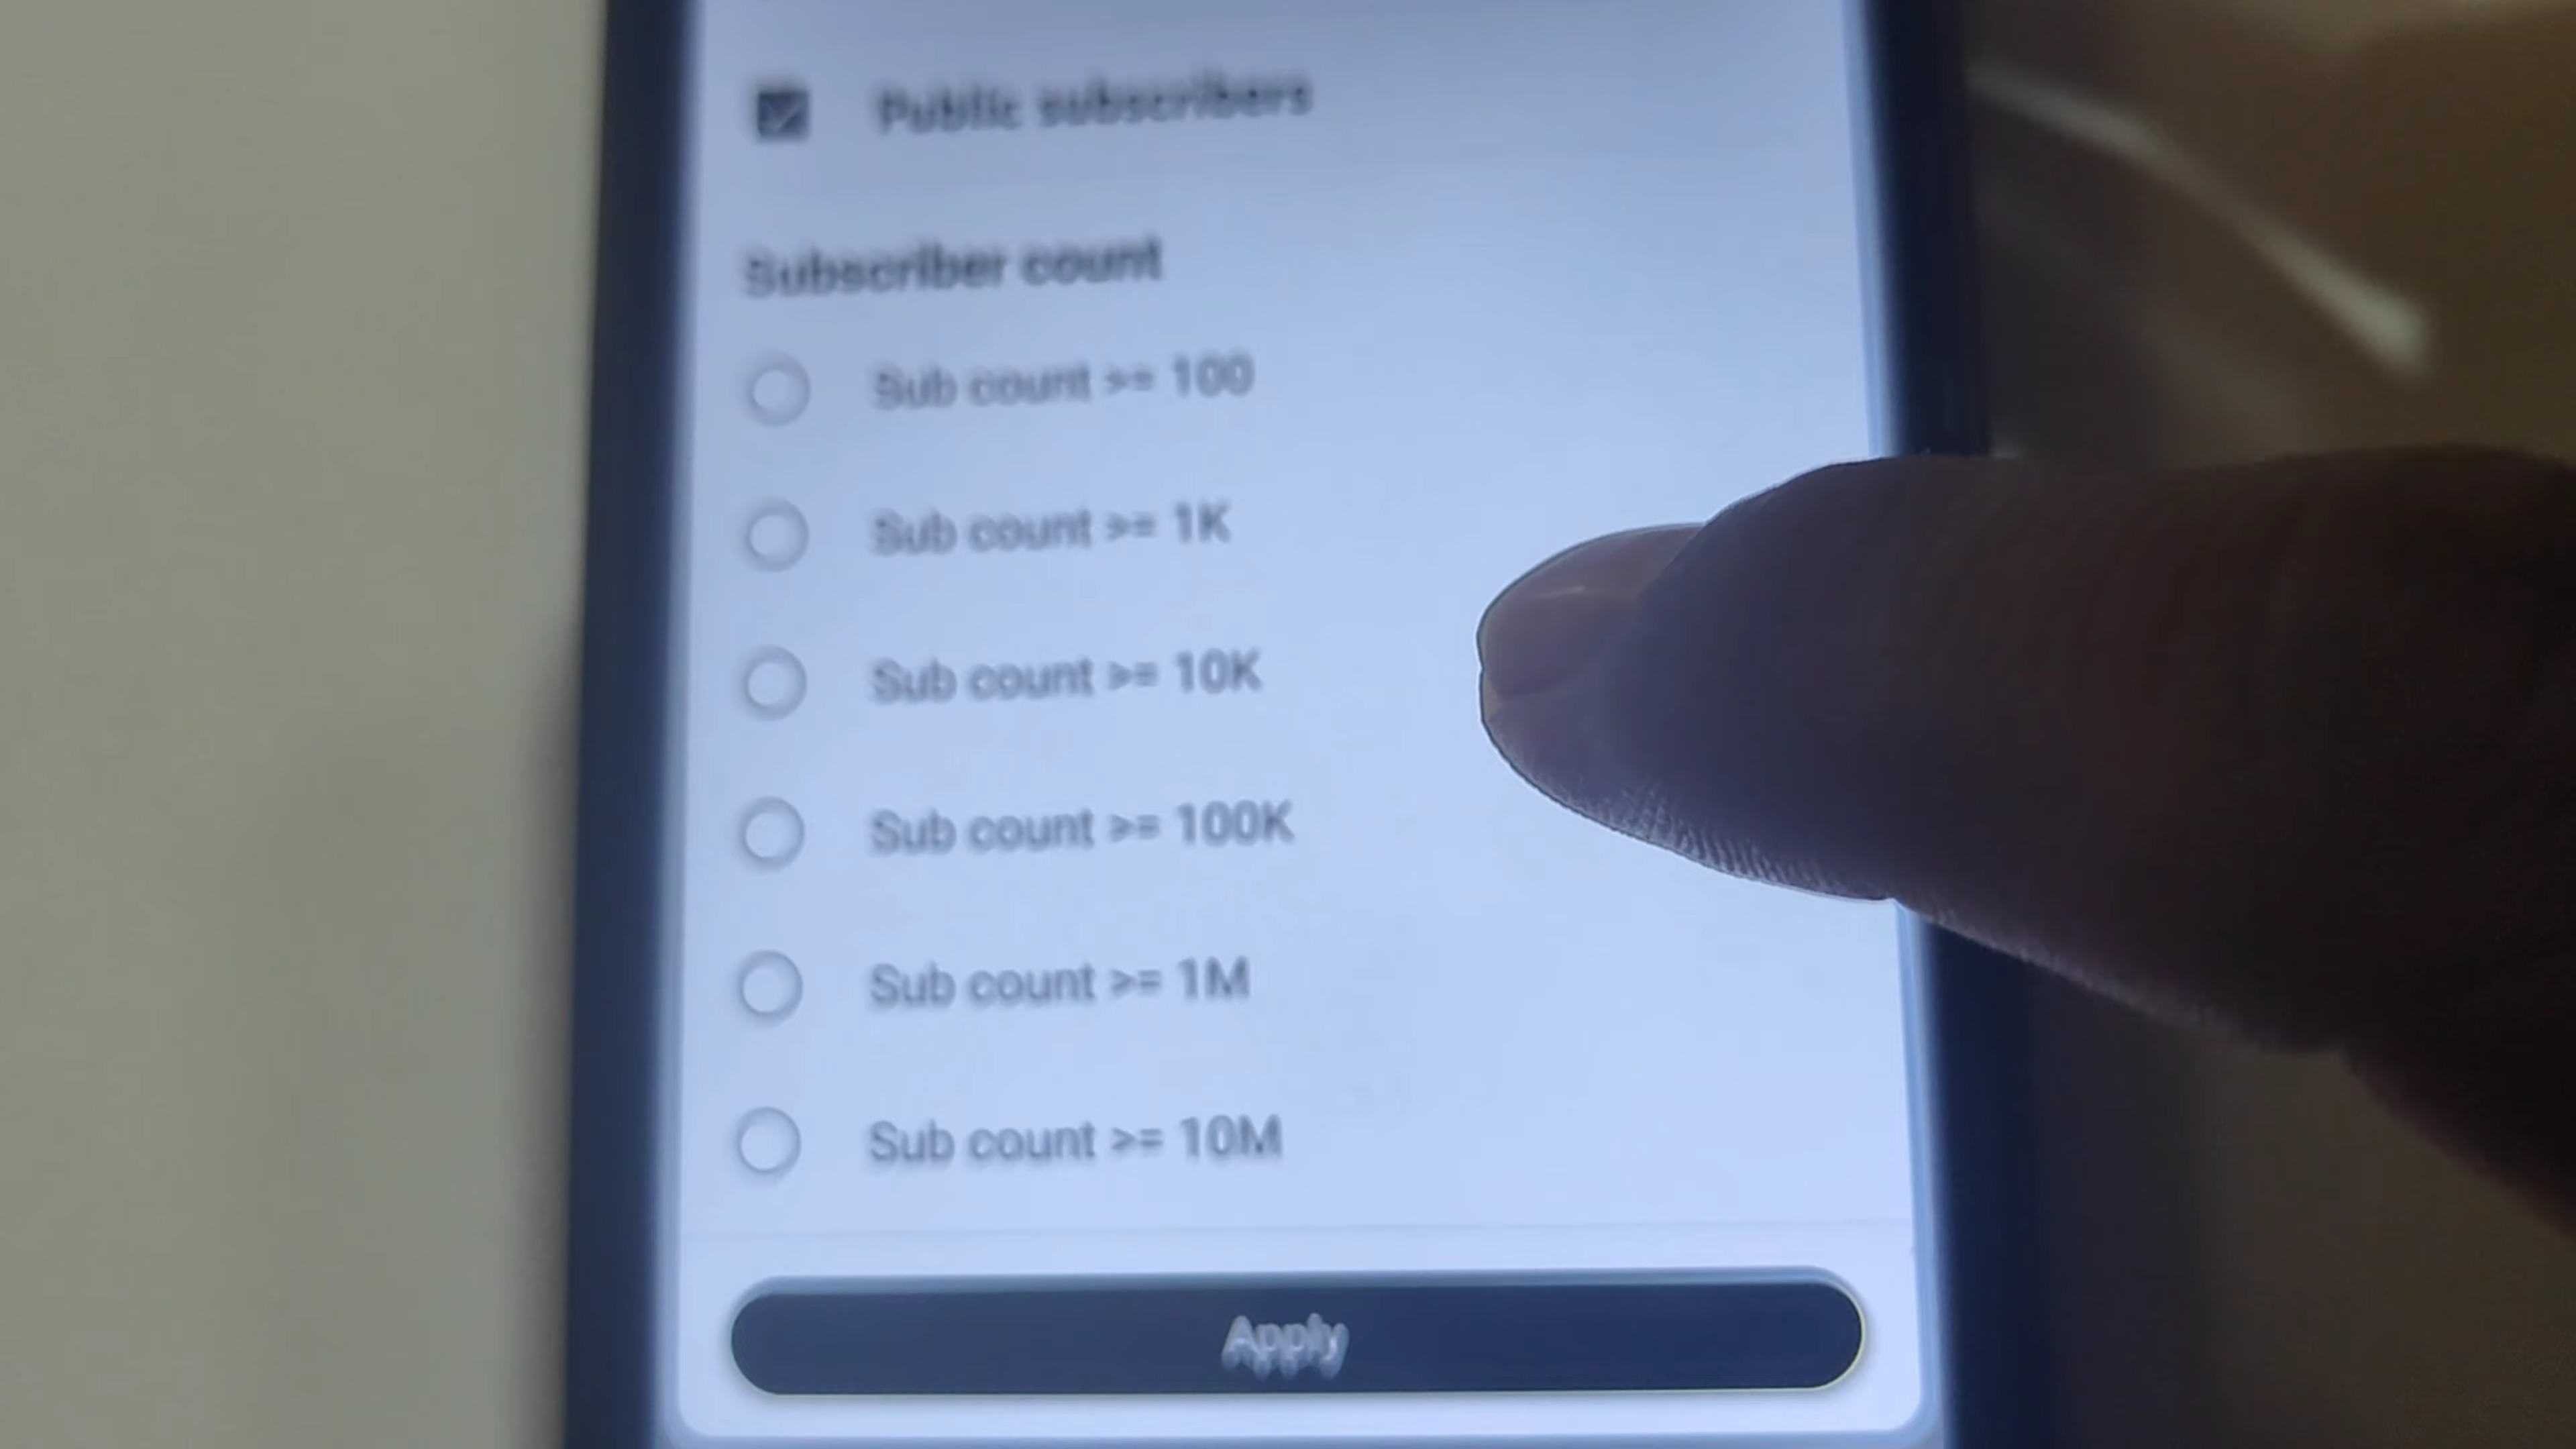 Public subscribers
Subscriber count
Sub count >= 100
Sub count >= 1K
Sub count >= 10K
Sub count >= 100K
Sub count >= 1M
Sub count >= 10M
Apply